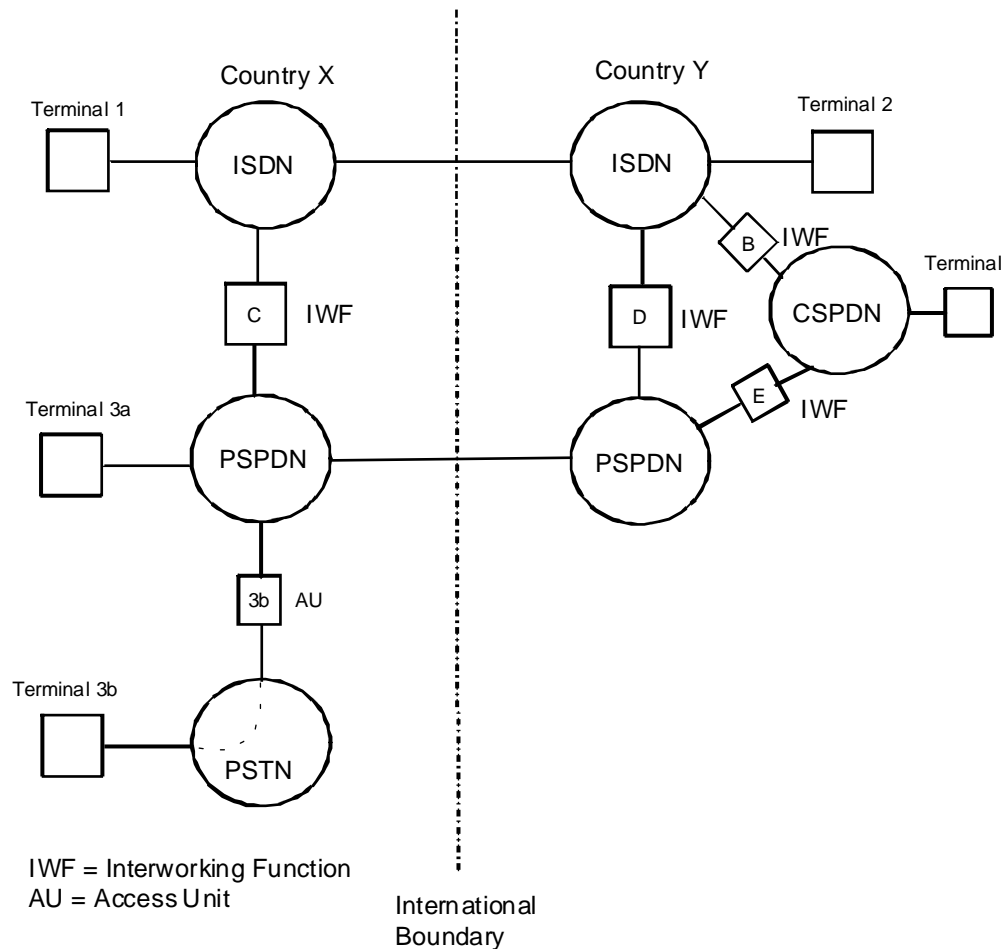 Country X
Country Y
Terminal 1
Terminal 2
ISDN
ISDN
B
IWF
Terminal
C
IWF
D
IWF
CSPDN
E
IWF
Terminal 3a
PSPDN
PSPDN
3b
AU
Terminal 3b
PSTN
IWF = Interworking Function
AU = Access Unit
International
Boundary